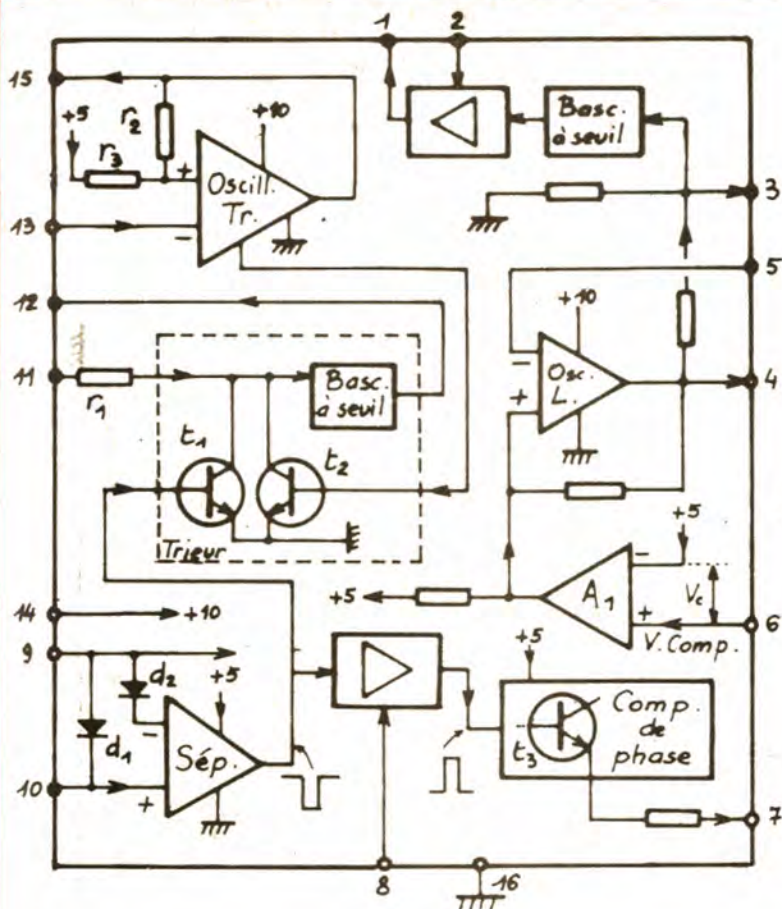 1 2
15
+5
r2
r3
+10
+
Oscill.
Tr.
-
13
Basc.
à seuil
3
5
12
+10
-
Osc.
L.
+
4
11
r1
Basc.
à seuil
t1
t2
Trieur
+5
-
A1
+
Vc
+5
6
V. Comp.
14
+10
9
d2
+5
-
d1
Sép.
+
10
+5
Comp.
de
phase
t3
7
8
16